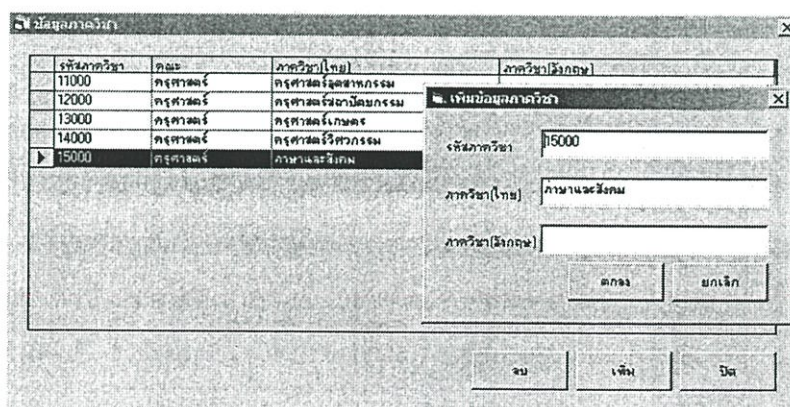 ข้อมูลภาควิชา
รหัสภาควิชา คณะ ภาควิชา(ไทย) ภาควิชา(อังกฤษ)
11000 ครุศาสตร์ ครุศาสตร์อุตสาหกรรม
12000 ครุศาสตร์ ครุศาสตร์สถาปัตยกรรม
13000 ครุศาสตร์ ครุศาสตร์เกษตร
14000 ครุศาสตร์ ครุศาสตร์วิศวกรรม
15000 ครุศาสตร์ ภาษาและสังคม
เพิ่มข้อมูลภาควิชา
รหัสภาควิชา 15000
ภาควิชา(ไทย) ภาษาและสังคม
ภาควิชา(อังกฤษ)
ตกลง ยกเลิก
ลบ เพิ่ม ปิด